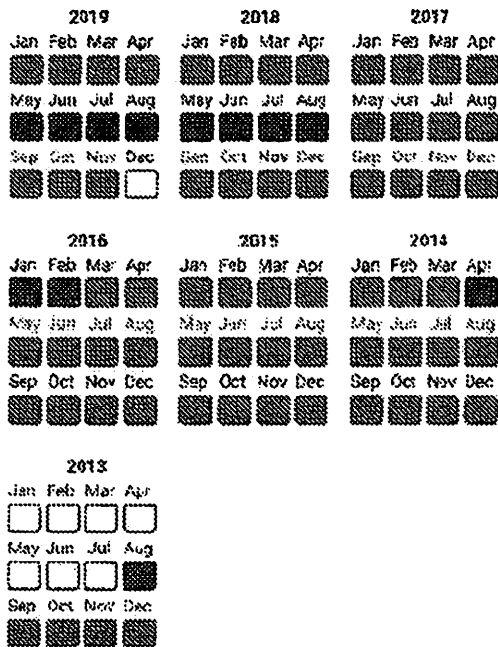 2019 2018 2017
Jan Feb Mar Apr Jan Feb Mar Apr Jan Feb Mar Apr
May Jun Jul Aug May Jun Jul Aug May Jun Jul Aug
Sep Oct Nov Dec Sep Oct Nov Dec Sep Oct Nov Dec
2016 2015 2014
Jan Feb Mar Apr Jan Feb Mar Apr Jan Feb Mar Apr
May Jun Jul Aug May Jun Jul Aug May Jun Jul Aug
Sep Oct Nov Dec Sep Oct Nov Dec Sep Oct Nov Dec
2013
Jan Feb Mar Apr
May Jun Jul Aug
Sep Oct Nov Dec